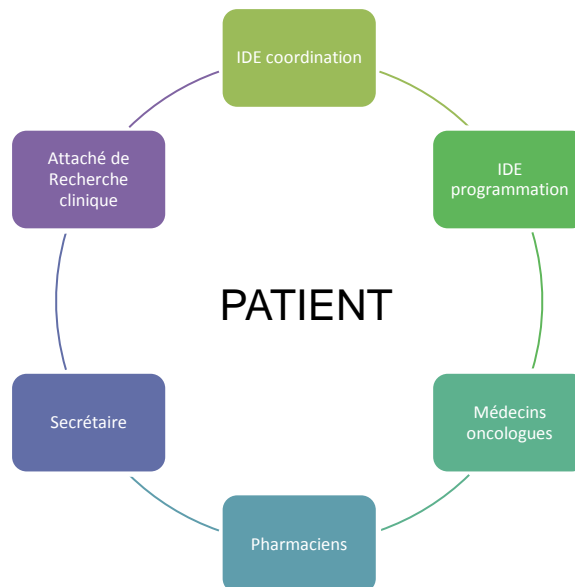 IDE coordination
IDE
programmation
Médecins
oncologues
Pharmaciens
Secrétaire
Attaché de
Recherche
clinique
PATIENT